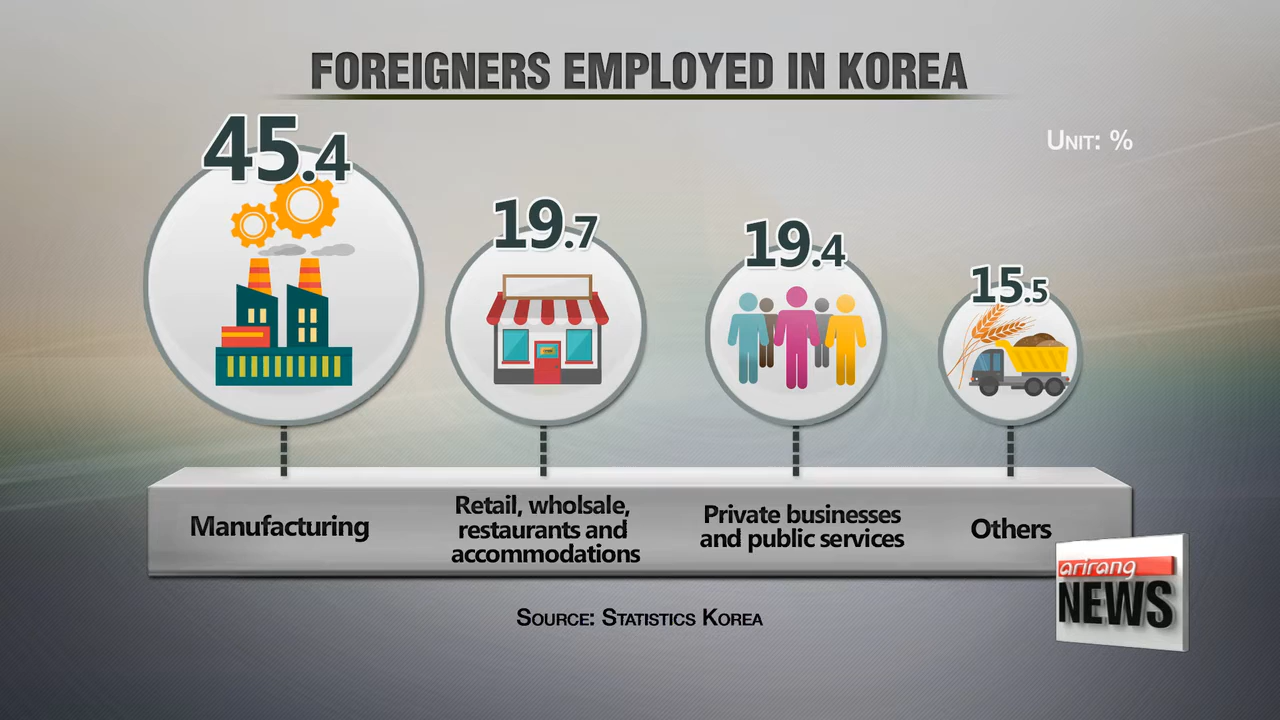 FOREIGNERS EMPLOYED IN KOREA
UNIT: %
45.4
19.7
19.4
15.5
Manufacturing
Retail, wholsale,
restaurants and
accommodations
Private businesses
and public services
Others
arirang
NEWS
SOURCE: STATISTICS KOREA